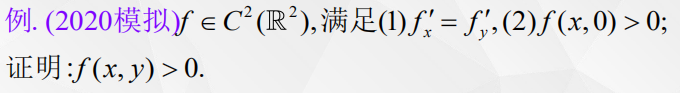 例. (2020模拟)f ∈ C²(ℝ²),满足(1)f′ₓ = f′ᵧ,(2)f(x,0) > 0;
证明:f(x, y) > 0.